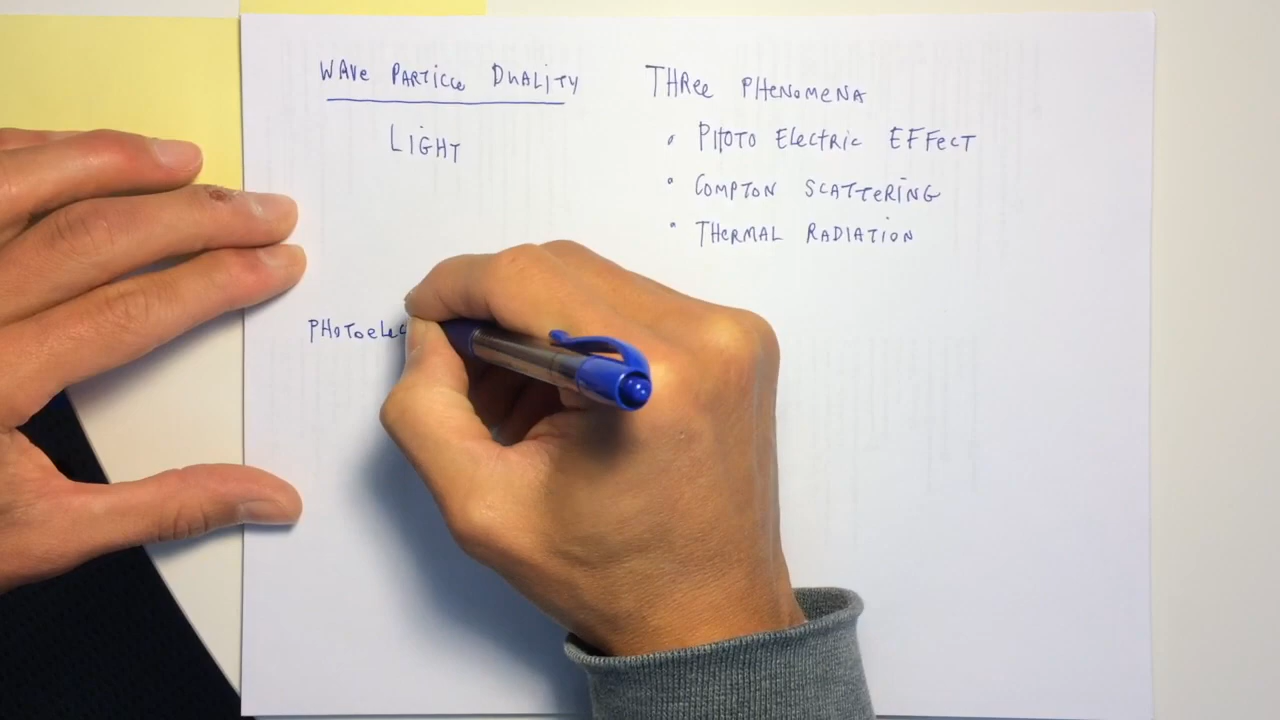 WAVe PARTICLe DUALITY
LIGHT
THRee PHENOMENA
• PHOTO ElectRic EFFecT
• COMPTON SCATTeRING
• THeRMAL RADIATION
PHOToelec